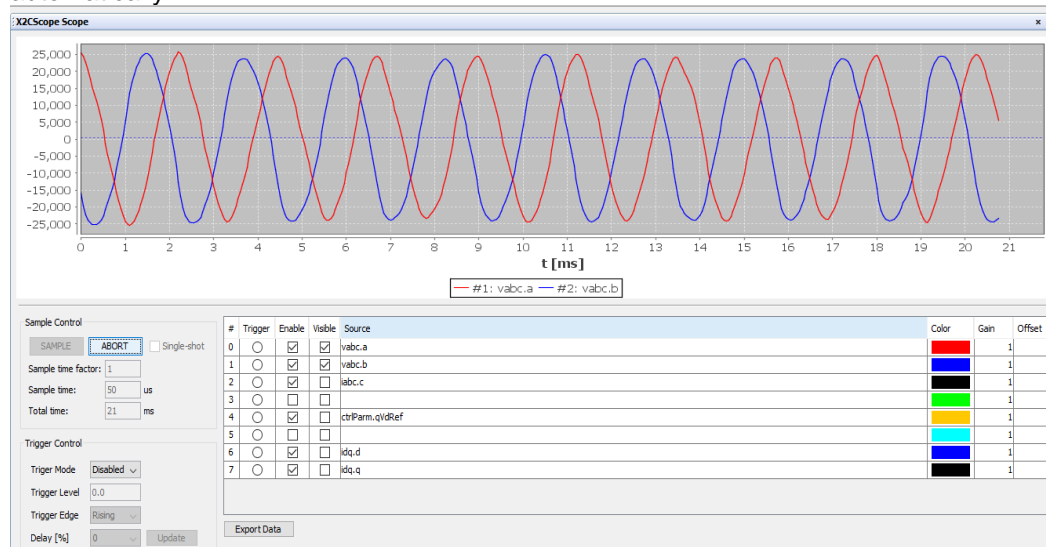 X2CScope Scope x
25,000
20,000
15,000
10,000
5,000
0
-5,000
-10,000
-15,000
-20,000
-25,000
0 1 2 3 4 5 6 7 8 9 10 11 12 13 14 15 16 17 18 19 20 21
t [ms]
#1: vabc.a #2: vabc.b
Sample Control
SAMPLE ABORT Single-shot
Sample time factor: 1
Sample time: 50 us
Total time: 21 ms
Trigger Control
Triger Mode Disabled
Trigger Level 0.0
Trigger Edge Rising
Delay [%] 0 Update
# Trigger Enable Visible Source Color Gain Offset
0 vabc.a 1
1 vabc.b 1
2 iabc.c 1
3 1
4 ctrlParm.qVdRef 1
5 1
6 idq.d 1
7 idq.q 1
Export Data